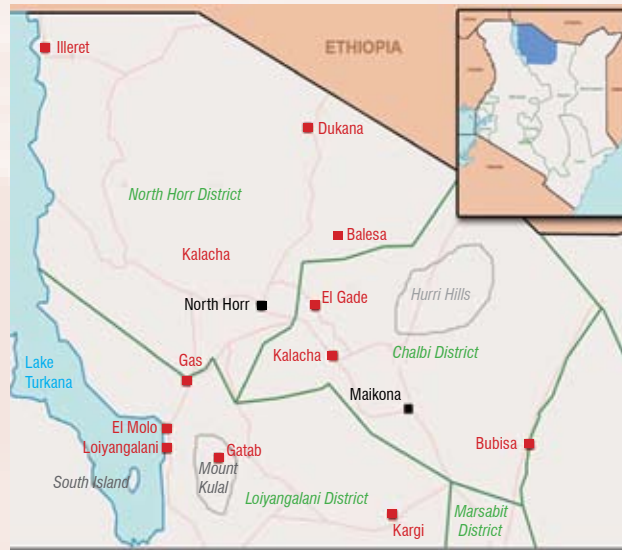 Illeret
ETHIOPIA
Dukana
North Horr District
Balesa
Kalacha
North Horr
El Gade
Hurri Hills
Gas
Kalacha
Chalbi District
Lake
Turkana
Maikona
El Molo
Loiyangalani
Gatab
Bubisa
Mount
Kulal
South Island
Loiyangalani District
Kargi
Marsabit
District